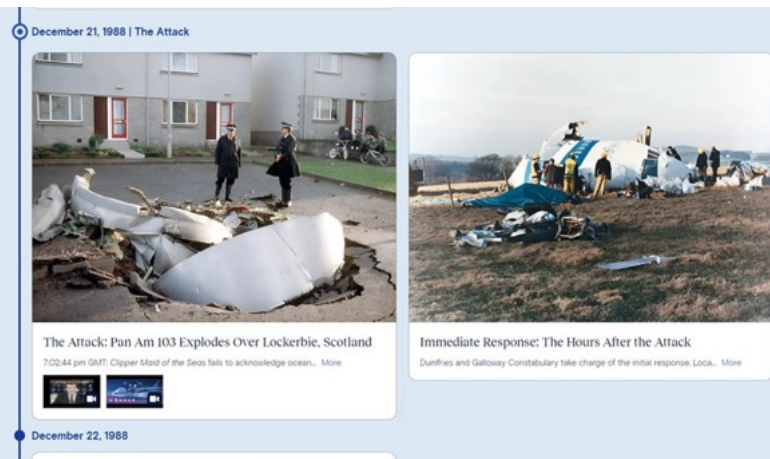 December 21, 1988 | The Attack
The Attack: Pan Am 103 Explodes Over Lockerbie, Scotland
7:02:44 pm GMT: Clipper Maid of the Seas fails to acknowledge ocean... More
Immediate Response: The Hours After the Attack
Dumfries and Galloway Constabulary take charge of the initial response. Loca... More
December 22, 1988